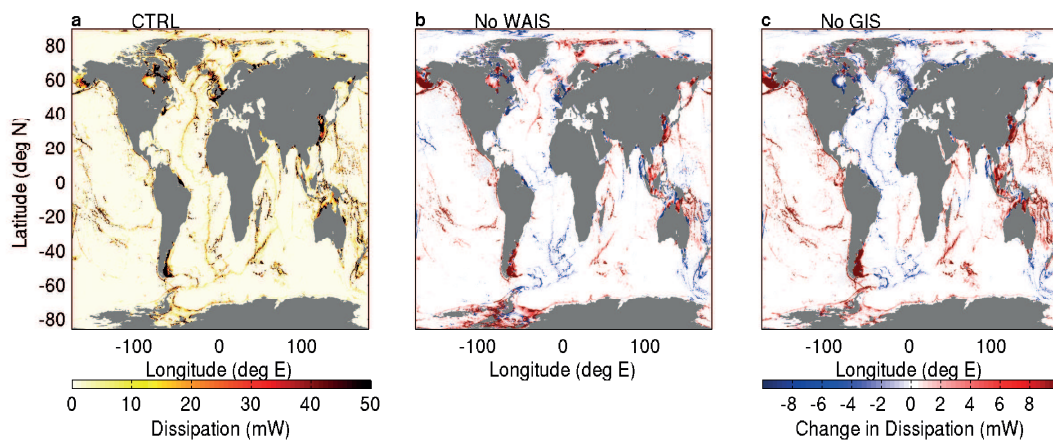 a CTRL
b No WAIS
c No GIS
Latitude (deg N)
80
60
40
20
0
-20
-40
-60
-80
-100 0 100
-100 0 100
-100 0 100
Longitude (deg E)
Longitude (deg E)
Longitude (deg E)
0 10 20 30 40 50
-8 -6 -4 -2 0 2 4 6 8
Dissipation (mW)
Change in Dissipation (mW)